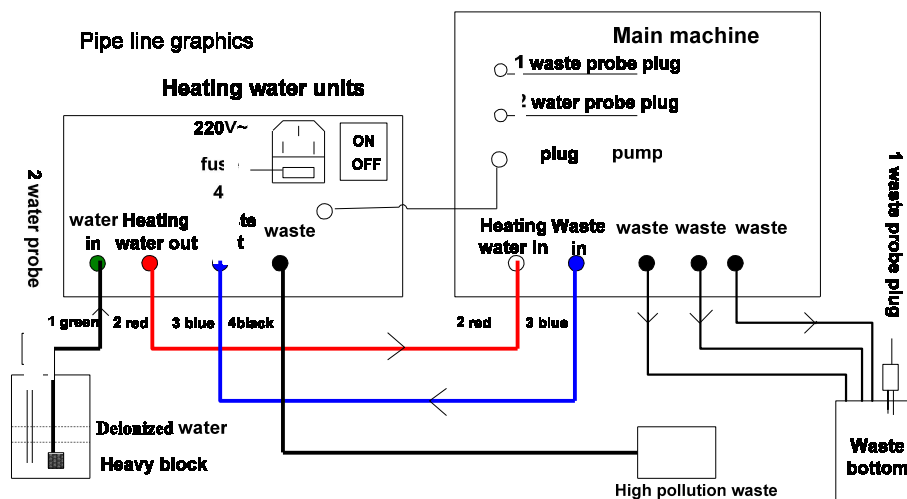 Pipe line graphics
Main machine
1 waste probe plug
2 water probe plug
plug pump
Heating water units
220V~
ON
OFF
4
2 water probe
water
in
Heating
water out
waste
Heating
water in
Waste
in
waste waste waste
1 waste probe plug
1 green 2 red 3 blue 4black
2 red 3 blue
Deionized water
Heavy block
High pollution waste
Waste
bottom